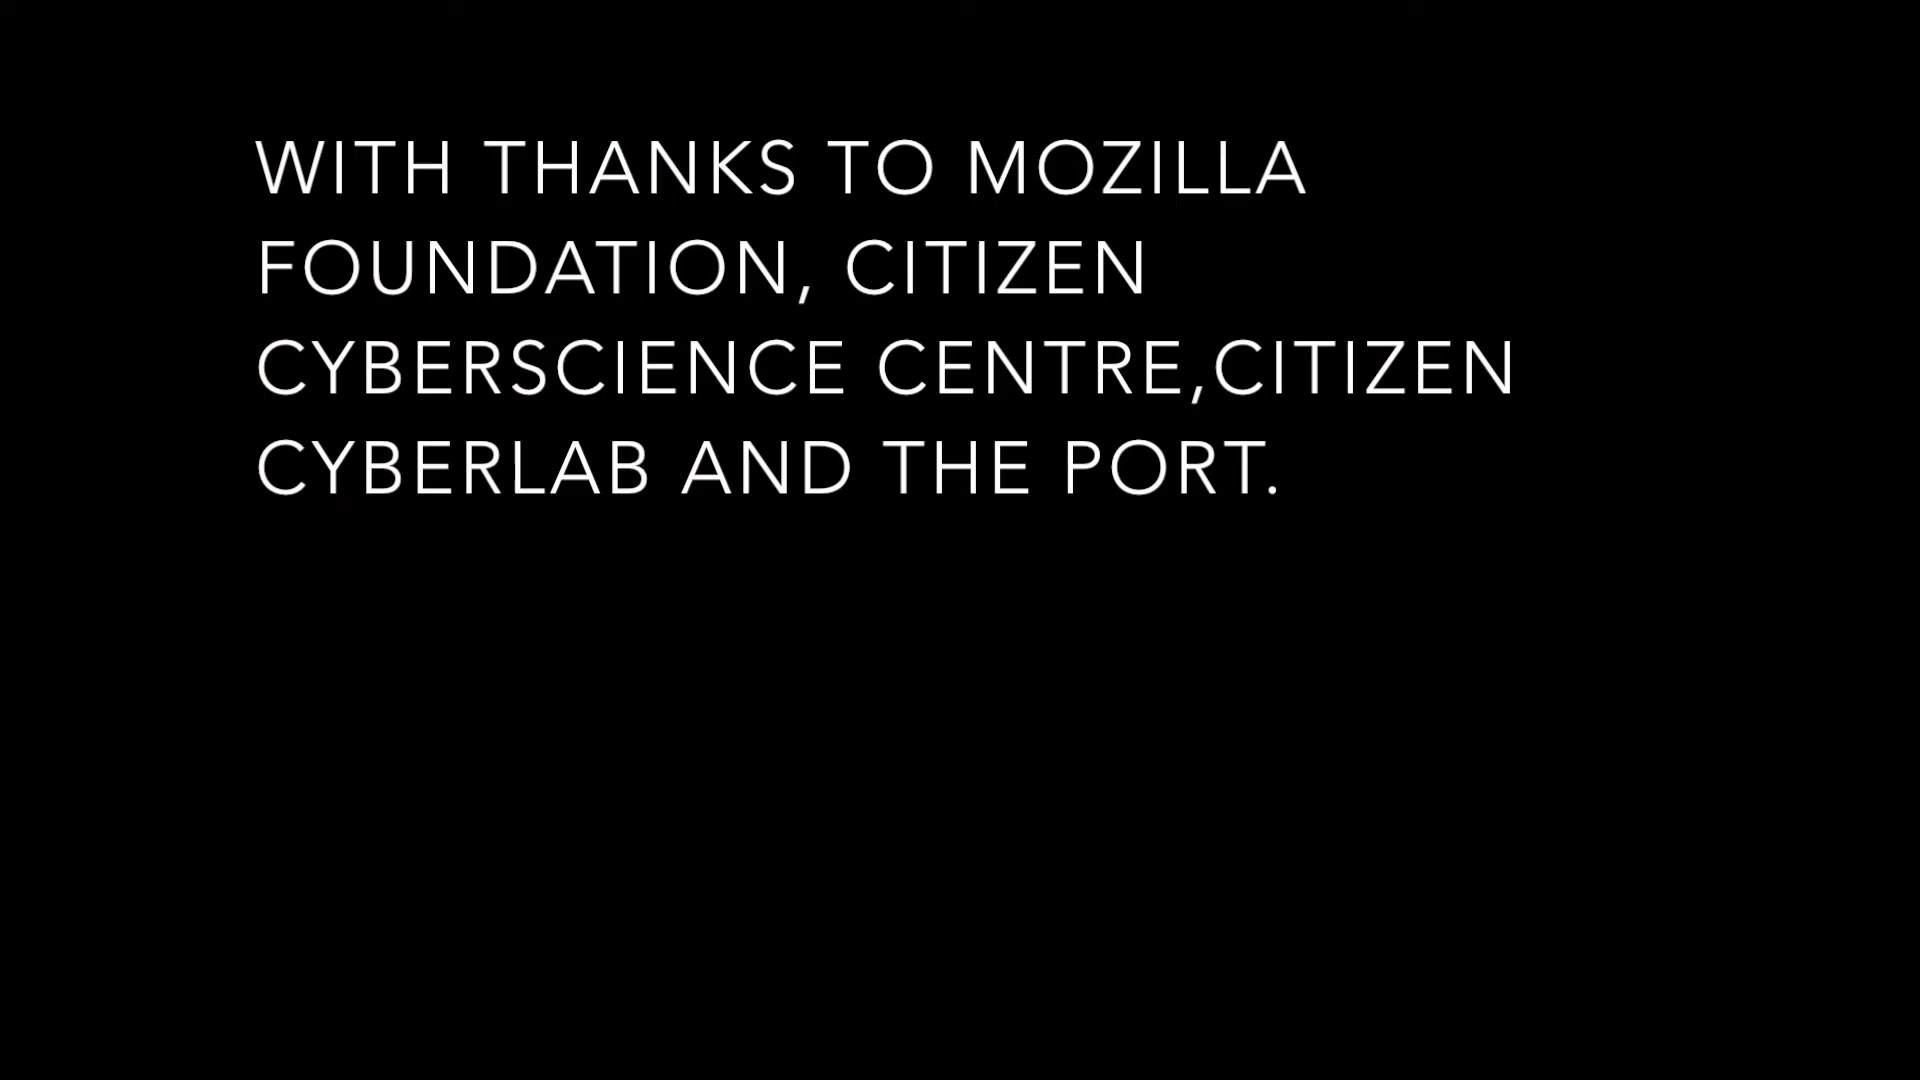 WITH THANKS TO MOZILLA
FOUNDATION, CITIZEN
CYBERSCIENCE CENTRE,CITIZEN
CYBERLAB AND THE PORT.